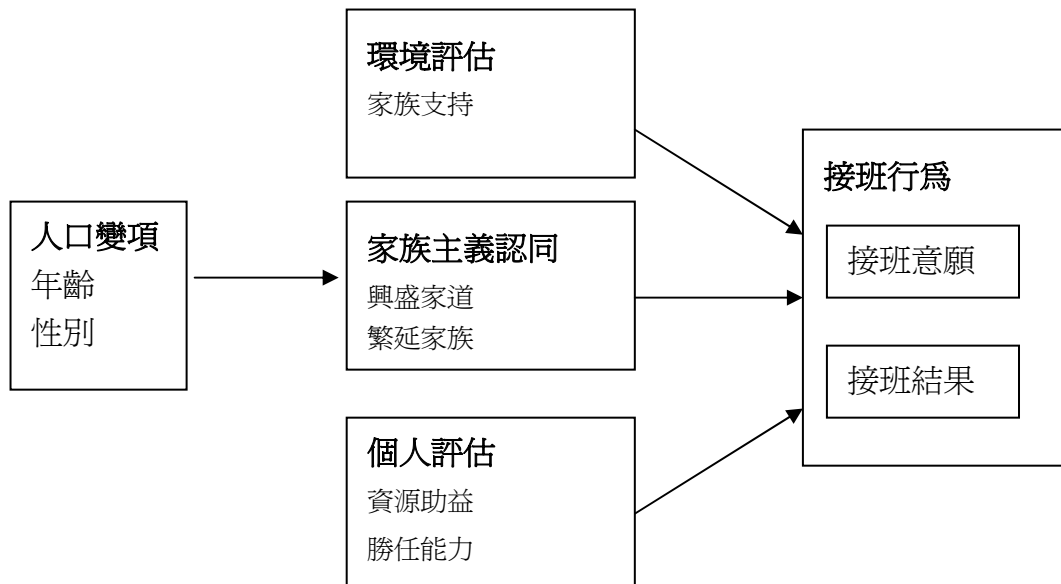 環境評估
家族支持
人口變項
年齡
性別
家族主義認同
興盛家道
繁延家族
個人評估
資源助益
勝任能力
接班行爲
接班意願
接班結果